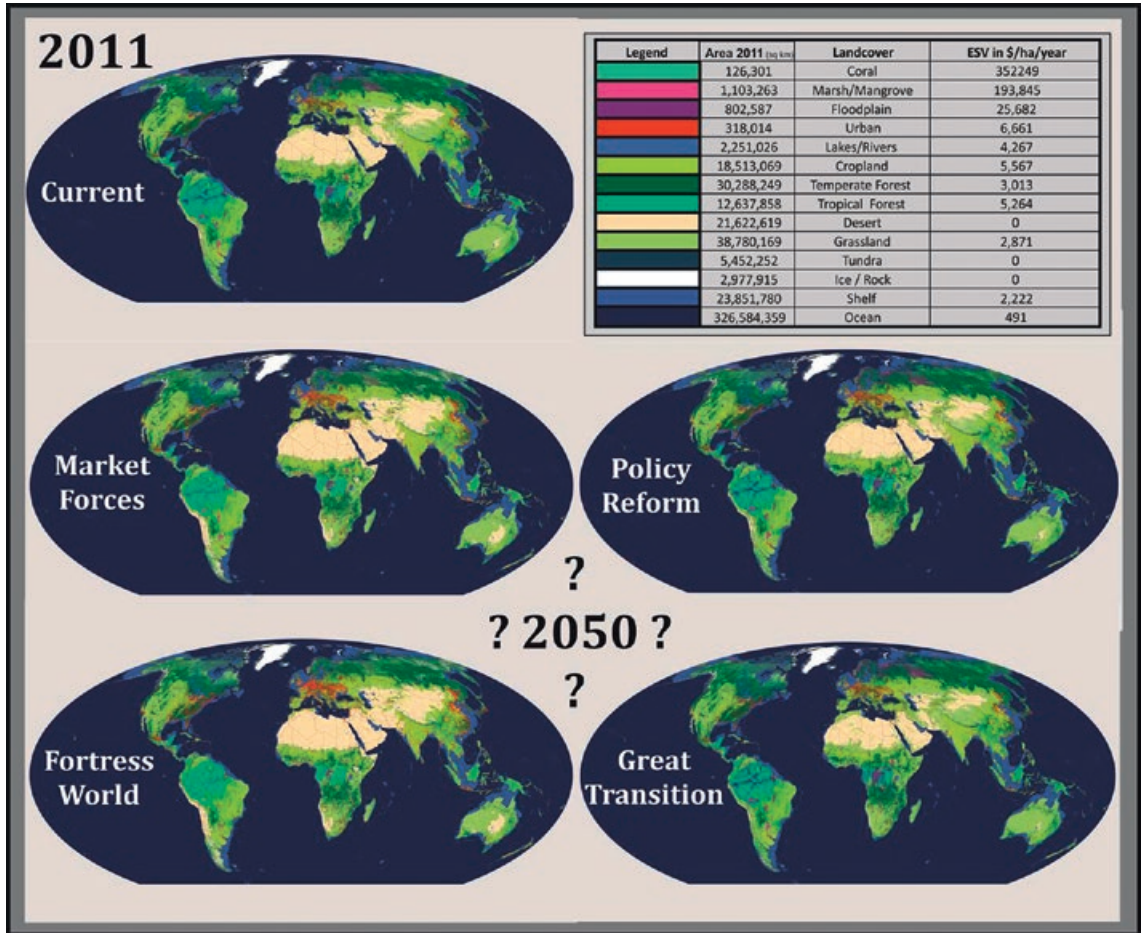 2011
Current
Legend Area 2011 (sq km) Landcover ESV in $/ha/year
126,301 Coral 352249
1,103,263 Marsh/Mangrove 193,845
802,587 Floodplain 25,682
318,014 Urban 6,661
2,251,026 Lakes/Rivers 4,267
18,513,069 Cropland 5,567
30,288,249 Temperate Forest 3,013
12,637,858 Tropical Forest 5,264
21,622,619 Desert 0
38,780,169 Grassland 2,871
5,452,252 Tundra 0
2,977,915 Ice / Rock 0
23,851,780 Shelf 2,222
326,584,359 Ocean 491
Market
Forces
Policy
Reform
?
? 2050 ?
?
Fortress
World
Great
Transition